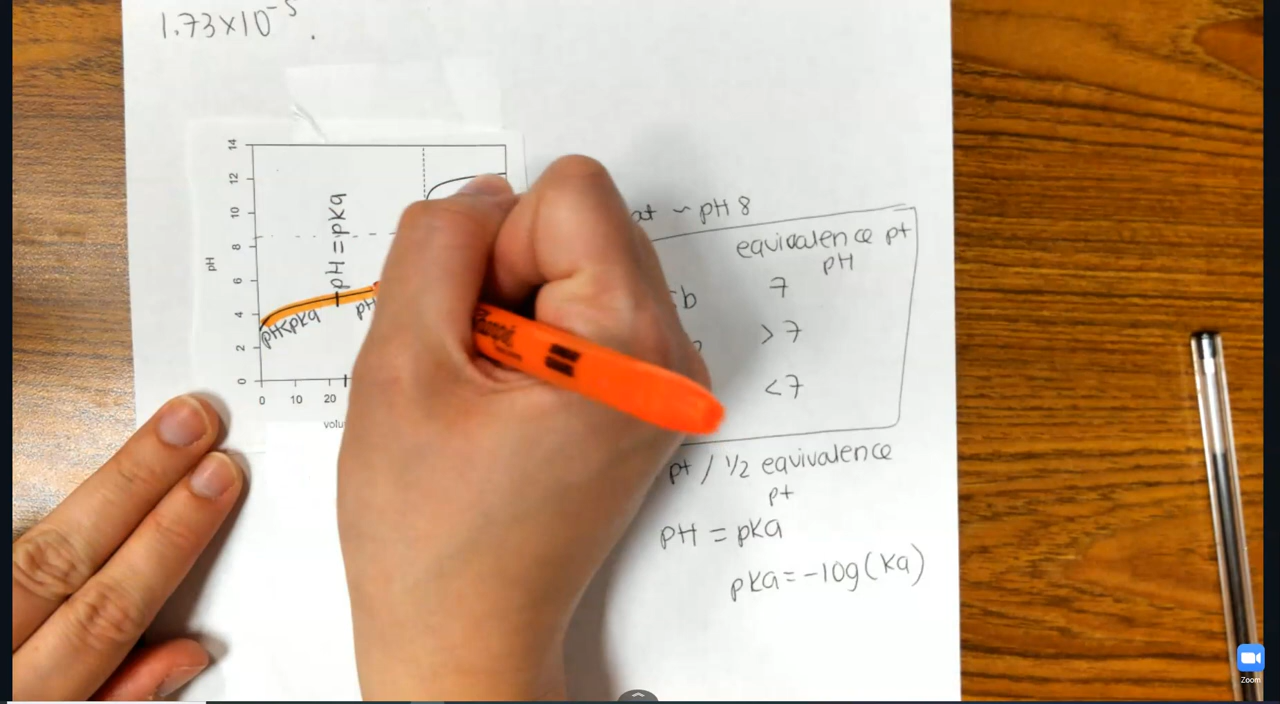 1.73x10⁻⁵.
14
12
10
8
6
4
2
0
pH
pH=pKa
pH<pKa
pH
0 10 20
at ~ pH 8
equivalence pt
pH
7
>7
<7
pt / ½ equivalence
pt
pH = pKa
pKa = -log(Ka)
Zoom